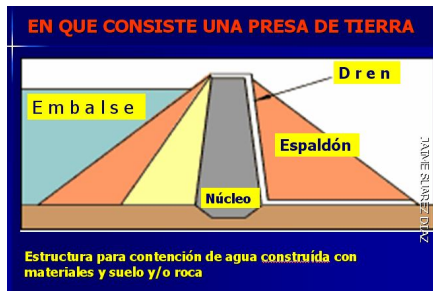 EN QUE CONSISTE UNA PRESA DE TIERRA
Dren
Embalse
Espaldón
Núcleo
JAIME SUAREZ DIAZ
Estructura para contención de agua construída con
materiales y suelo y/o roca